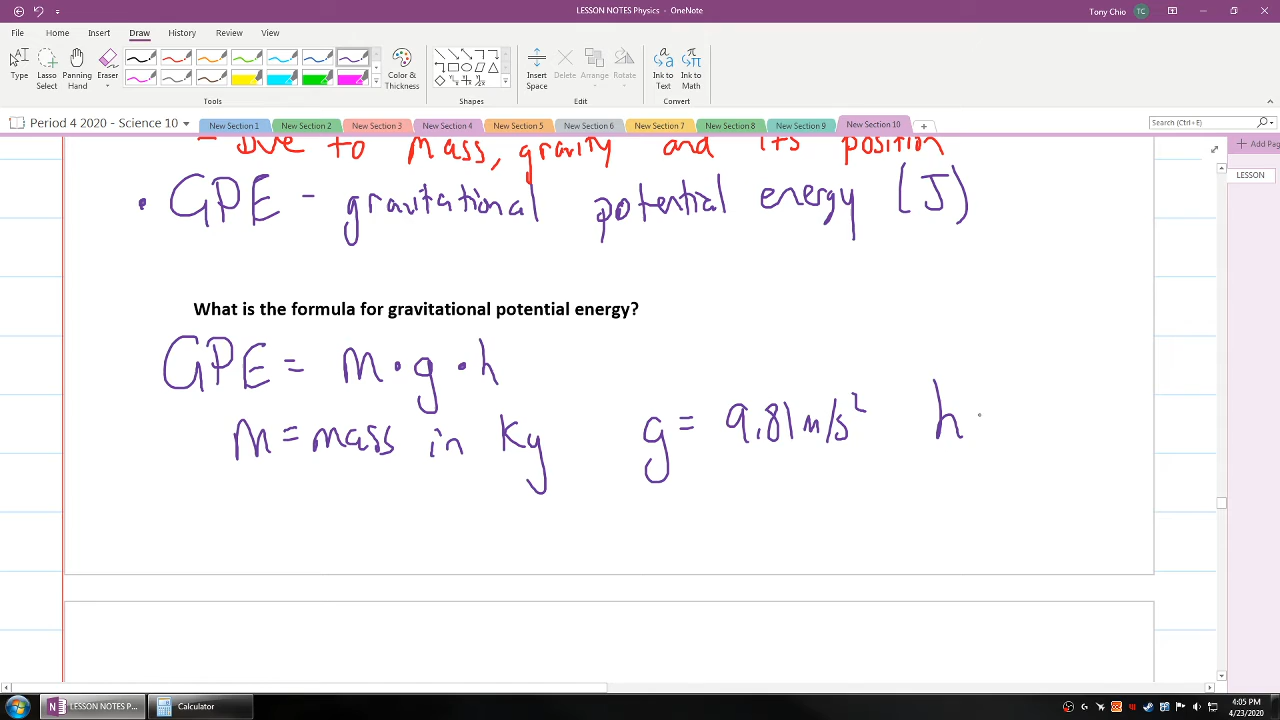 LESSON NOTES Physics - OneNote
Tony Chio TC
File Home Insert Draw History Review View
Type Lasso Select Panning Hand Eraser Color & Thickness Insert Space Delete Arrange Rotate Ink to Text Ink to Math
Tools Shapes Edit Convert
Period 4 2020 - Science 10 New Section 1 New Section 2 New Section 3 New Section 4 New Section 5 New Section 6 New Section 7 New Section 8 New Section 9 New Section 10 Search (Ctrl+E)
Add Pag
LESSON
- Due to mass, gravity and its position
• GPE - gravitational potential energy (J)
What is the formula for gravitational potential energy?
GPE = m · g · h
m = mass in kg g = 9.81 m/s² h
LESSON NOTES P... Calculator
4:05 PM
4/23/2020